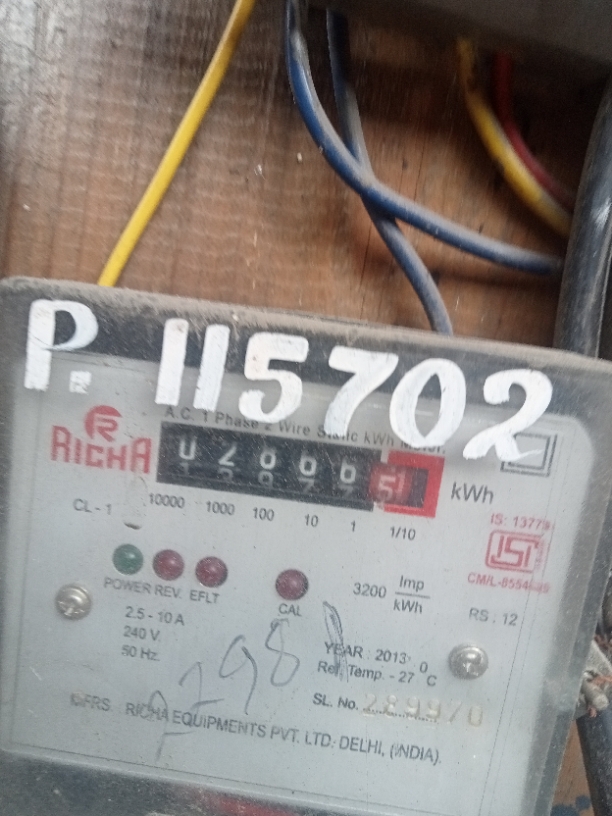 P. 115702
A.C. 1 Phase 2 Wire Static kWh Meter.
R
RICHA
kWh
10000 1000 100 10 1 1/10
CL - 1
IS: 13779
ISI
POWER REV. EFLT
CAL
3200 Imp/kWh
RS : 12
2.5 - 10 A
240 V
50 Hz.
YEAR : 2013
Ref. Temp. - 27 °C
SL. No. 289970
MFRS : RICHA EQUIPMENTS PVT. LTD. DELHI, (INDIA).